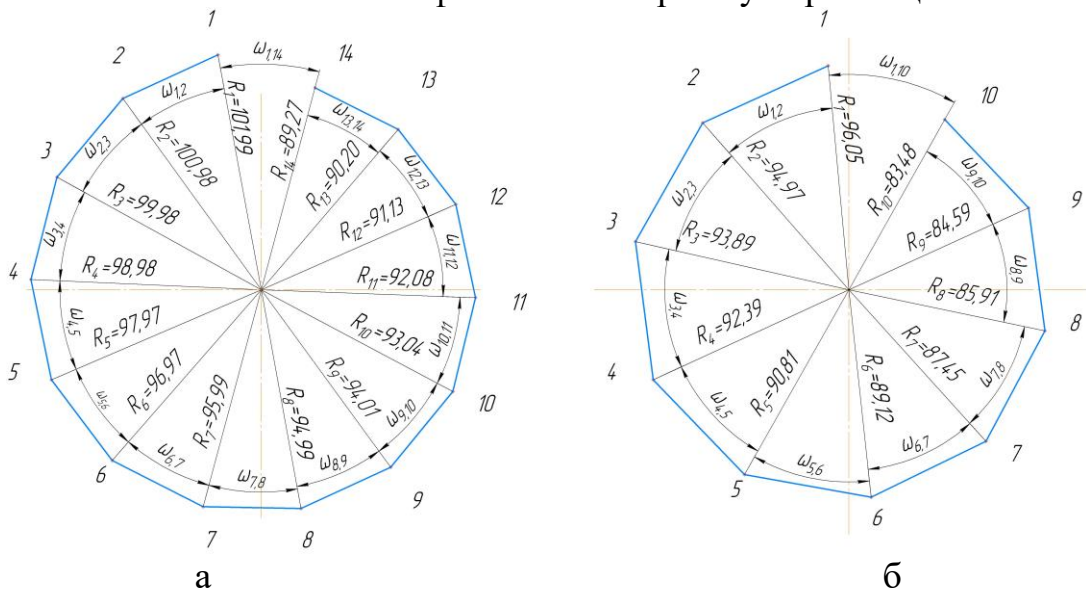 1
2
3
4
5
6
7
8
9
10
11
12
13
14
R₁=101,99
R₂=100,98
R₃=99,98
R₄=98,98
R₅=97,97
R₆=96,97
R₇=95,99
R₈=94,99
R₉=94,01
R₁₀=93,04
R₁₁=92,08
R₁₂=91,13
R₁₃=90,20
R₁₄=89,27
ω₁,₁₄
ω₁,₂
ω₂,₃
ω₃,₄
ω₄,₅
ω₅,₆
ω₆,₇
ω₇,₈
ω₈,₉
ω₉,₁₀
ω₁₀,₁₁
ω₁₁,₁₂
ω₁₂,₁₃
ω₁₃,₁₄
а
1
2
3
4
5
6
7
8
9
10
R₁=96,05
R₂=94,97
R₃=93,89
R₄=92,39
R₅=90,81
R₆=89,12
R₇=87,45
R₈=85,91
R₉=84,59
R₁₀=83,48
ω₁,₁₀
ω₁,₂
ω₂,₃
ω₃,₄
ω₄,₅
ω₅,₆
ω₆,₇
ω₇,₈
ω₈,₉
ω₉,₁₀
б